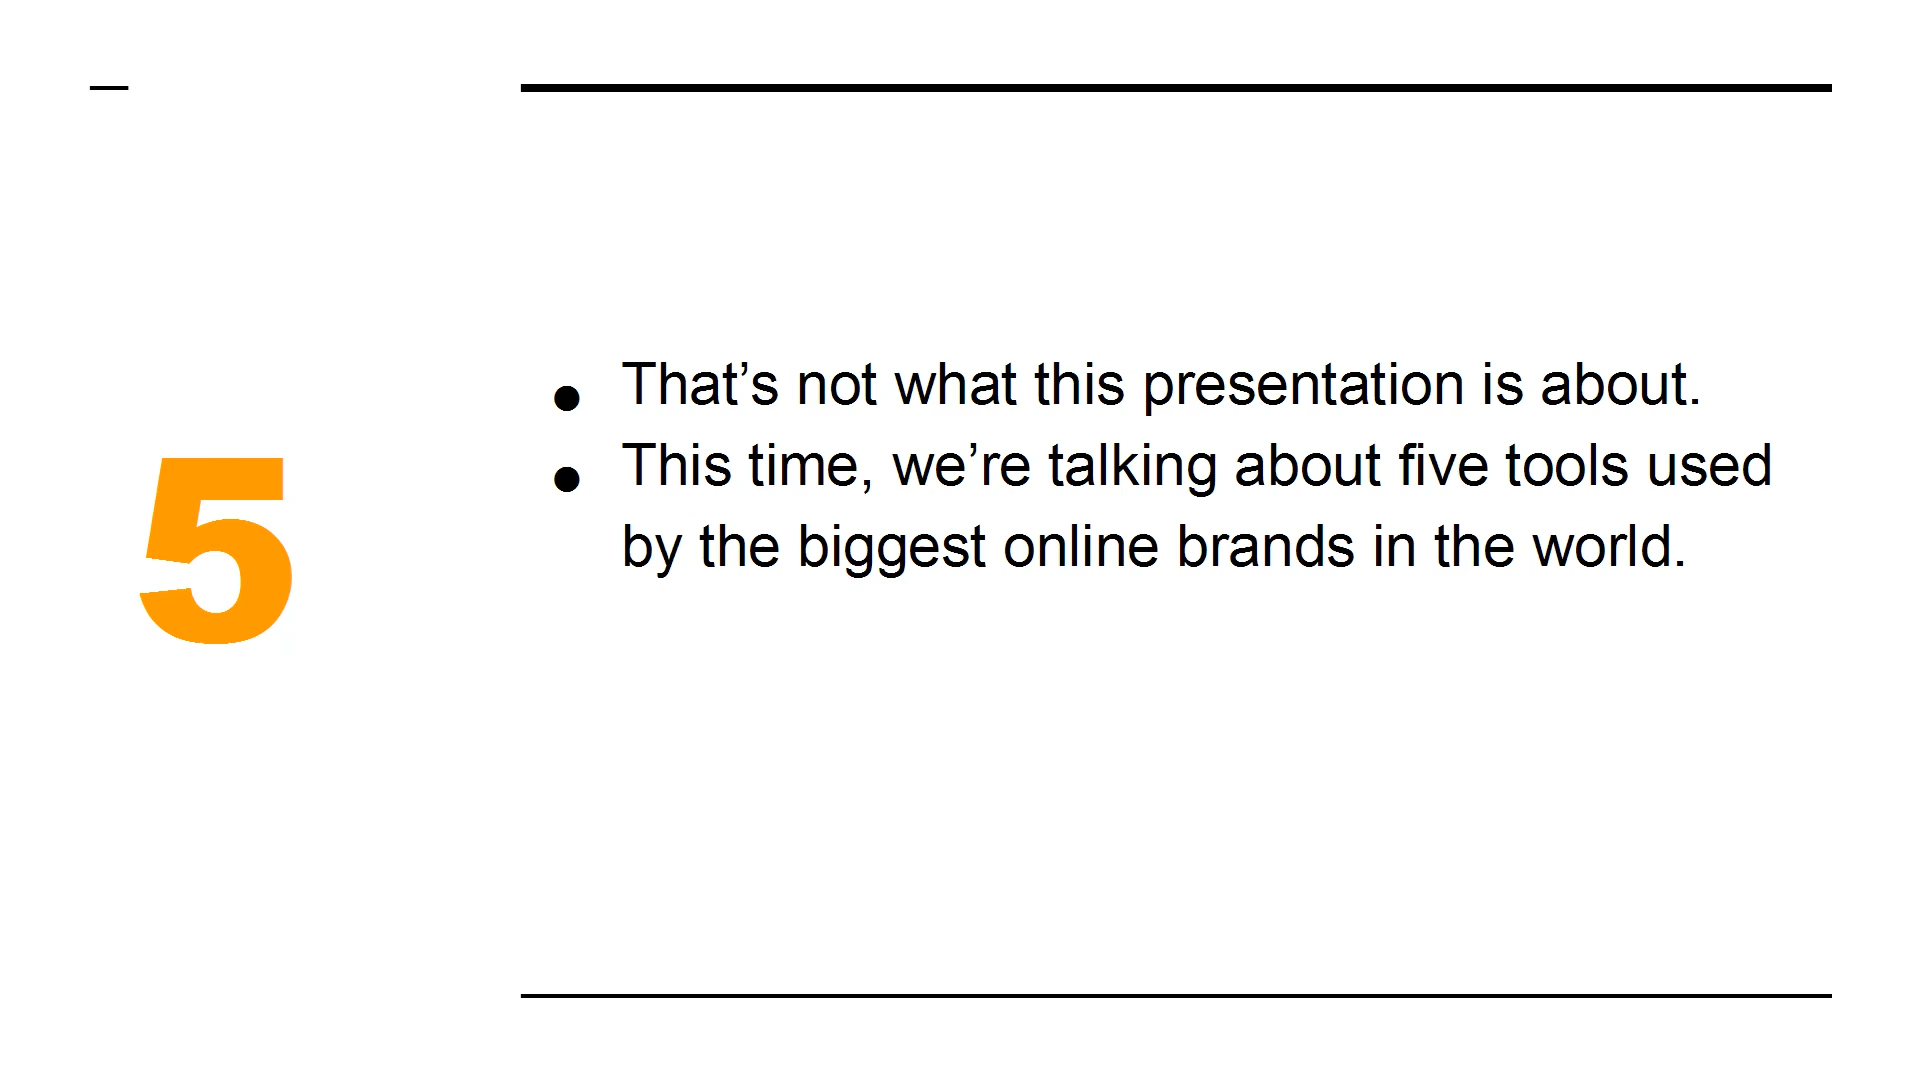 5
● That’s not what this presentation is about.
● This time, we’re talking about five tools used
by the biggest online brands in the world.